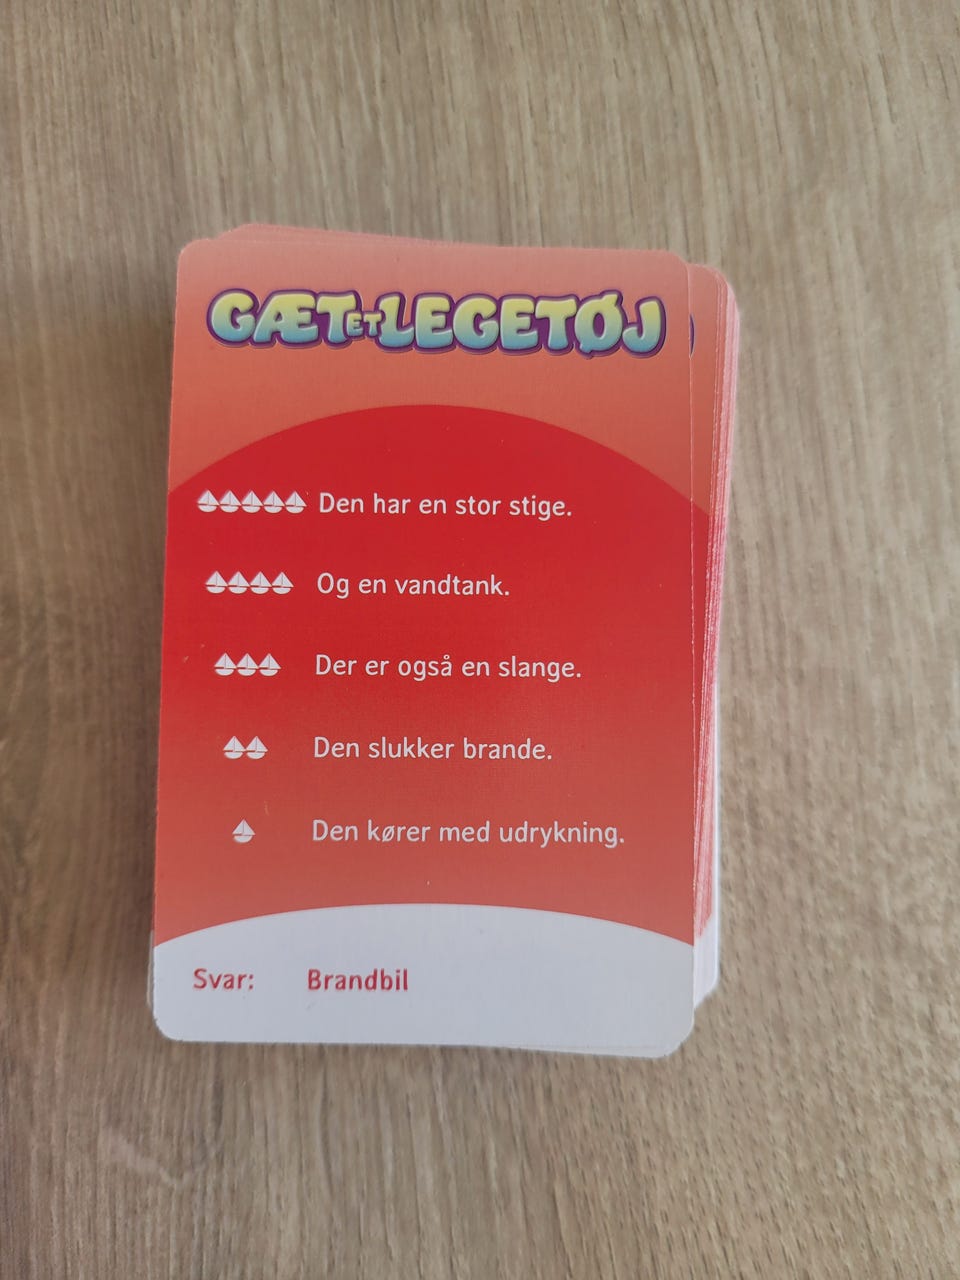 GÆT ET LEGETØJ
Den har en stor stige.
Og en vandtank.
Der er også en slange.
Den slukker brande.
Den kører med udrykning.
Svar: Brandbil